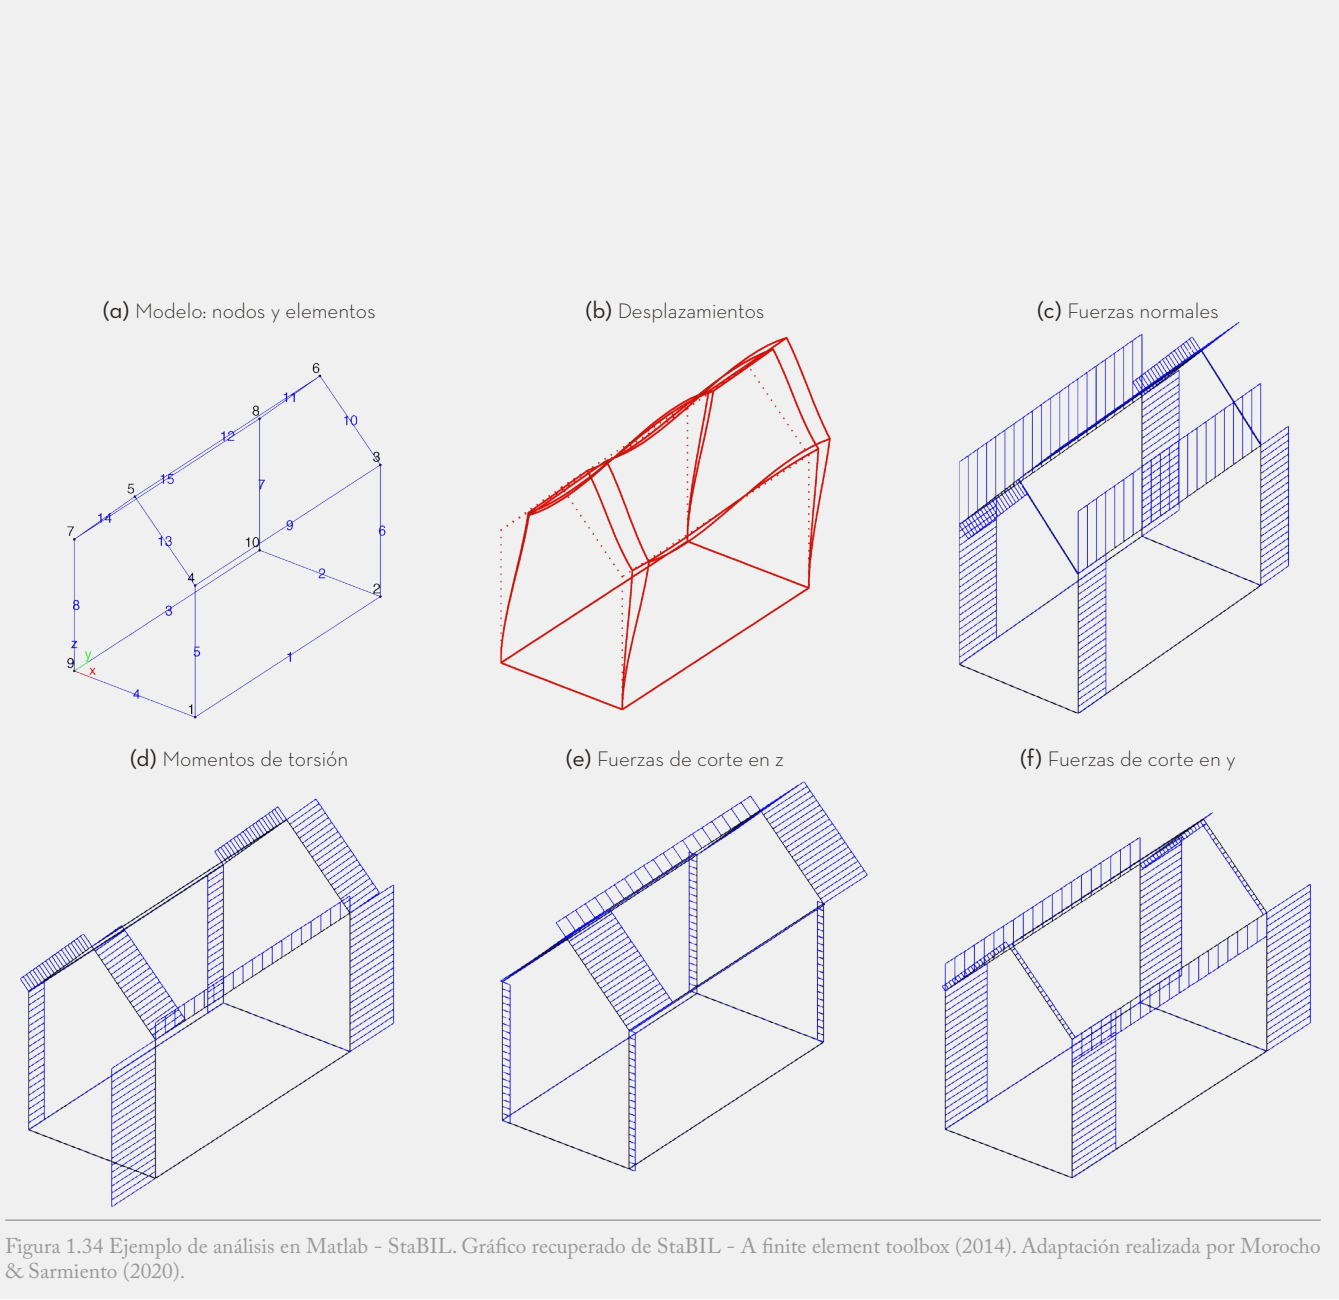 (a) Modelo: nodos y elementos
(b) Desplazamientos
(c) Fuerzas normales
6
11
8
10
12
3
5
15
7
14
7
9
6
13
10
4
2
2
8
3
z
y
5
9
x
1
4
1
(d) Momentos de torsión
(e) Fuerzas de corte en z
(f) Fuerzas de corte en y
Figura 1.34 Ejemplo de análisis en Matlab - StaBIL. Gráfico recuperado de StaBIL - A finite element toolbox (2014). Adaptación realizada por Morocho
& Sarmiento (2020).